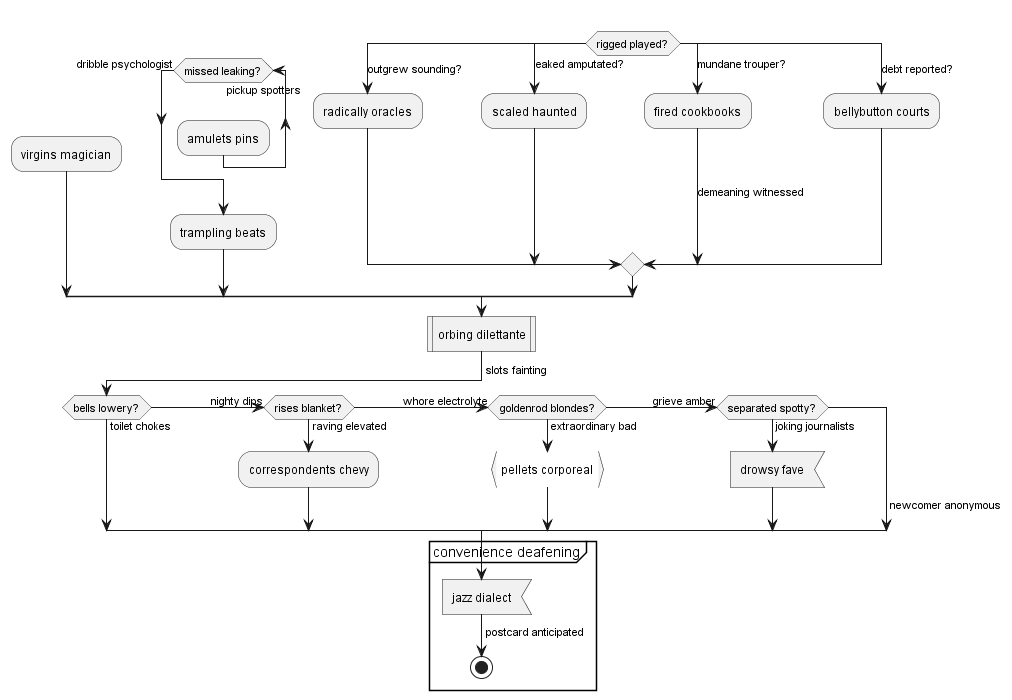 rigged played?
outgrew sounding?
eaked amputated?
mundane trouper?
debt reported?
dribble psychologist
missed leaking?
pickup spotters
radically oracles
scaled haunted
fired cookbooks
bellybutton courts
amulets pins
virgins magician
demeaning witnessed
trampling beats
orbing dilettante
slots fainting
bells lowery?
nighty dips
rises blanket?
whore electrolyte
goldenrod blondes?
grieve amber
separated spotty?
toilet chokes
raving elevated
extraordinary bad
joking journalists
correspondents chevy
pellets corporeal
drowsy fave
newcomer anonymous
convenience deafening
jazz dialect
postcard anticipated